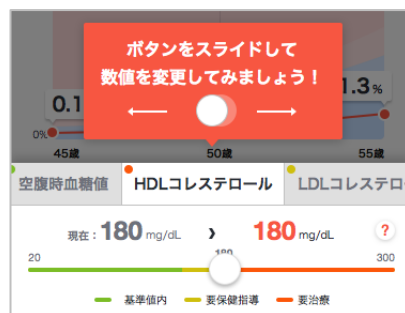 ボタンをスライドして
数値を変更してみましょう!
0.1
1.3%
0%
45歳
50歳
55歳
空腹時血糖値
HDLコレステロール
LDLコレステロ
現在:180 mg/dL
›
180 mg/dL
?
20
180
300
基準値内
要保健指導
要治療